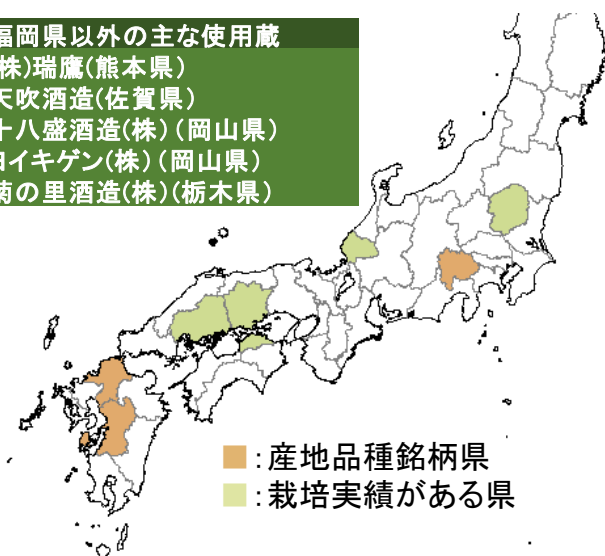 福岡県以外の主な使用蔵
株)瑞鷹(熊本県)
天吹酒造(佐賀県)
十八盛酒造(株)(岡山県)
ヨイキゲン(株)(岡山県)
菊の里酒造(株)(栃木県)
:産地品種銘柄県
:栽培実績がある県